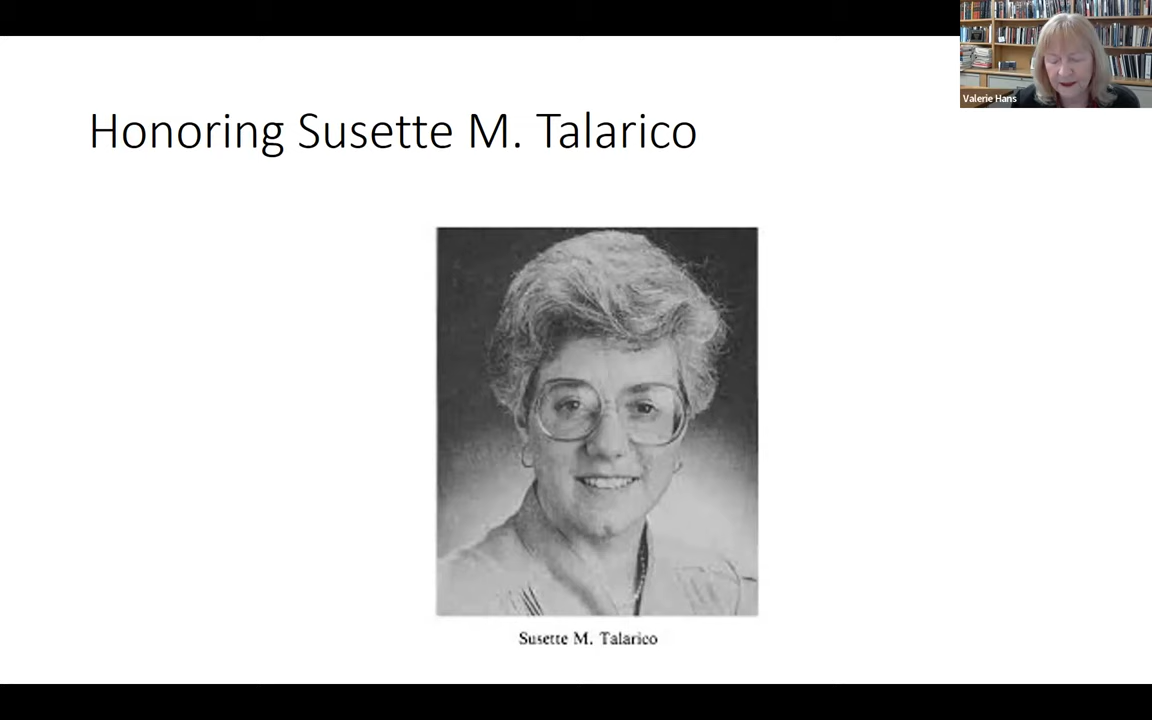 Honoring Susette M. Talarico
Valerie Hans
Susette M. Talarico